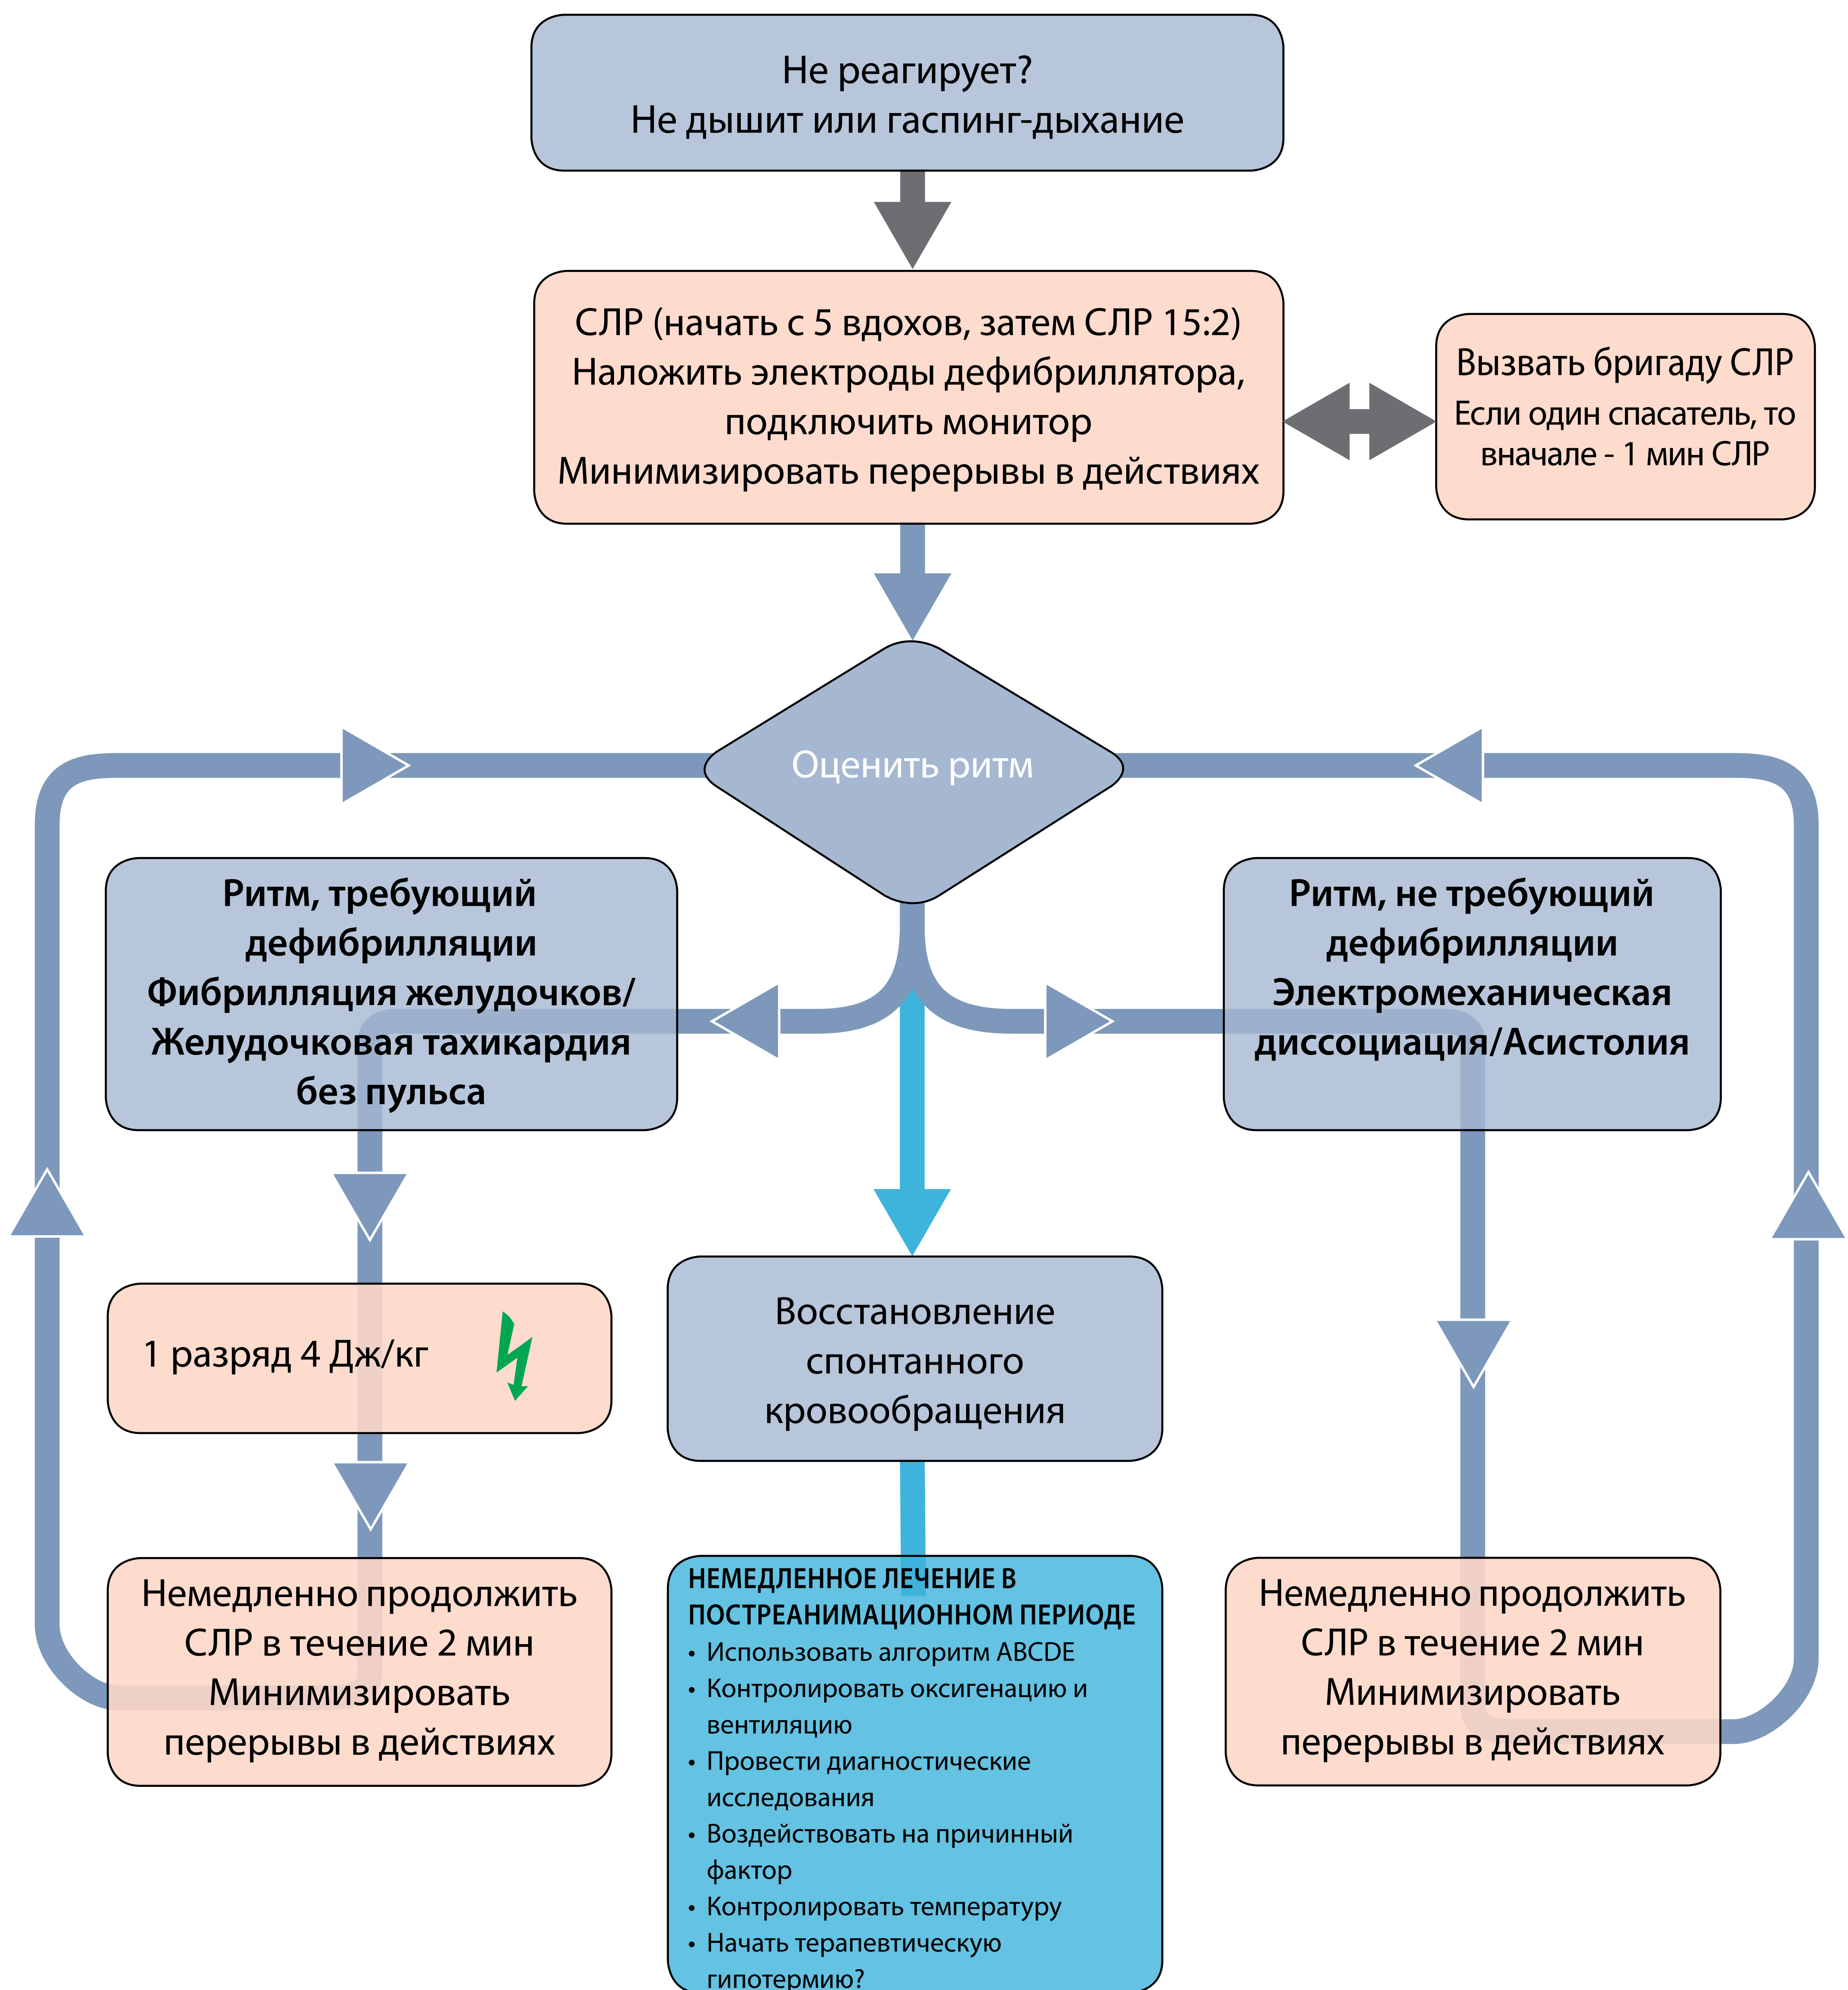 Не реагирует?
Не дышит или гаспинг-дыхание
СЛР (начать с 5 вдохов, затем СЛР 15:2)
Наложить электроды дефибриллятора,
подключить монитор
Минимизировать перерывы в действиях
Вызвать бригаду СЛР
Если один спасатель, то
вначале - 1 мин СЛР
Оценить ритм
Ритм, требующий
дефибрилляции
Фибрилляция желудочков/
Желудочковая тахикардия
без пульса
Ритм, не требующий
дефибрилляции
Электромеханическая
диссоциация/Асистолия
1 разряд 4 Дж/кг
Восстановление
спонтанного
кровообращения
Немедленно продолжить
СЛР в течение 2 мин
Минимизировать
перерывы в действиях
НЕМЕДЛЕННОЕ ЛЕЧЕНИЕ В
ПОСТРЕАНИМАЦИОННОМ ПЕРИОДЕ
• Использовать алгоритм ABCDE
• Контролировать оксигенацию и
вентиляцию
• Провести диагностические
исследования
• Воздействовать на причинный
фактор
• Контролировать температуру
• Начать терапевтическую
гипотермию?
Немедленно продолжить
СЛР в течение 2 мин
Минимизировать
перерывы в действиях